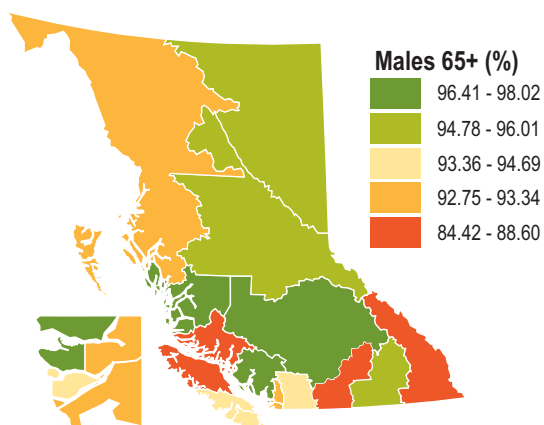 Males 65+ (%)
96.41 - 98.02
94.78 - 96.01
93.36 - 94.69
92.75 - 93.34
84.42 - 88.60